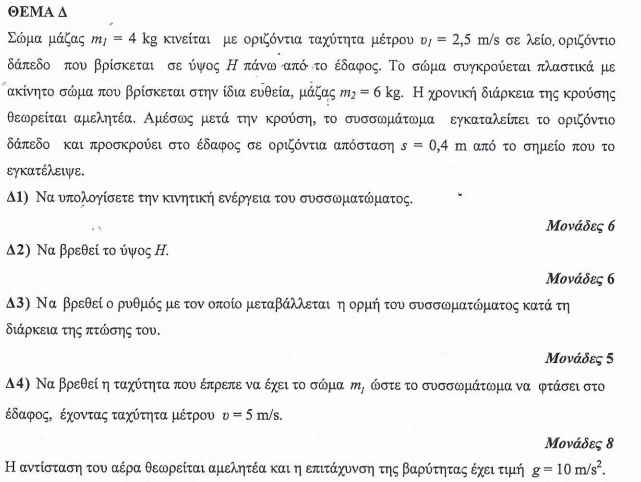 ΘΕΜΑ Δ
Σώμα μάζας m1 = 4 kg κινείται με οριζόντια ταχύτητα μέτρου υ1 = 2,5 m/s σε λείο, οριζόντιο
δάπεδο που βρίσκεται σε ύψος H πάνω από το έδαφος. Το σώμα συγκρούεται πλαστικά με
ακίνητο σώμα που βρίσκεται στην ίδια ευθεία, μάζας m2 = 6 kg. Η χρονική διάρκεια της κρούσης
θεωρείται αμελητέα. Αμέσως μετά την κρούση, το συσσωμάτωμα εγκαταλείπει το οριζόντιο
δάπεδο και προσκρούει στο έδαφος σε οριζόντια απόσταση s = 0,4 m από το σημείο που το
εγκατέλειψε.
Δ1) Να υπολογίσετε την κινητική ενέργεια του συσσωματώματος.
Μονάδες 6
Δ2) Να βρεθεί το ύψος H.
Μονάδες 6
Δ3) Να βρεθεί ο ρυθμός με τον οποίο μεταβάλλεται η ορμή του συσσωματώματος κατά τη
διάρκεια της πτώσης του.
Μονάδες 5
Δ4) Να βρεθεί η ταχύτητα που έπρεπε να έχει το σώμα m1 ώστε το συσσωμάτωμα να φτάσει στο
έδαφος, έχοντας ταχύτητα μέτρου υ = 5 m/s.
Μονάδες 8
Η αντίσταση του αέρα θεωρείται αμελητέα και η επιτάχυνση της βαρύτητας έχει τιμή g = 10 m/s².